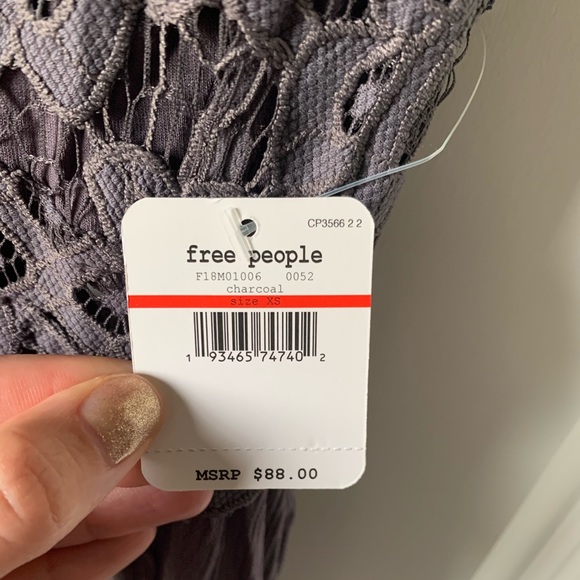 CP3566 2 2
free people
F18M01006 0052
charcoal
size XS
1 93465 74740 2
MSRP $88.00